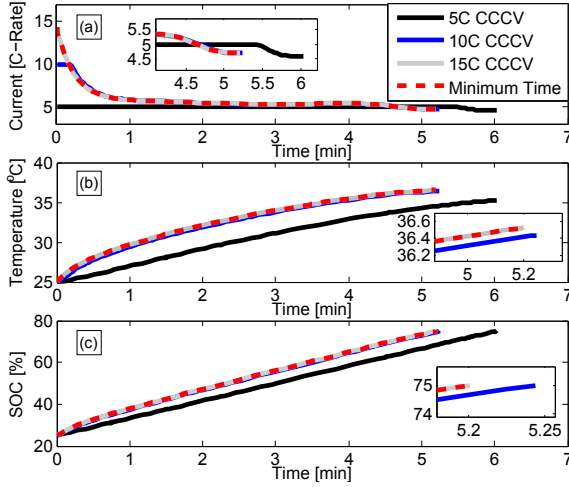 (a)
5C CCCV
10C CCCV
15C CCCV
Minimum Time
Current [C−Rate]
15
10
5
5.5
5
4.5
4.5 5 5.5 6
0 1 2 3 4 5 6 7
Time [min]
(b)
Temperature [°C]
40
35
30
25
36.6
36.4
36.2
5 5.2
0 1 2 3 4 5 6 7
Time [min]
(c)
SOC [%]
80
60
40
20
75
74
5.2 5.25
0 1 2 3 4 5 6 7
Time [min]